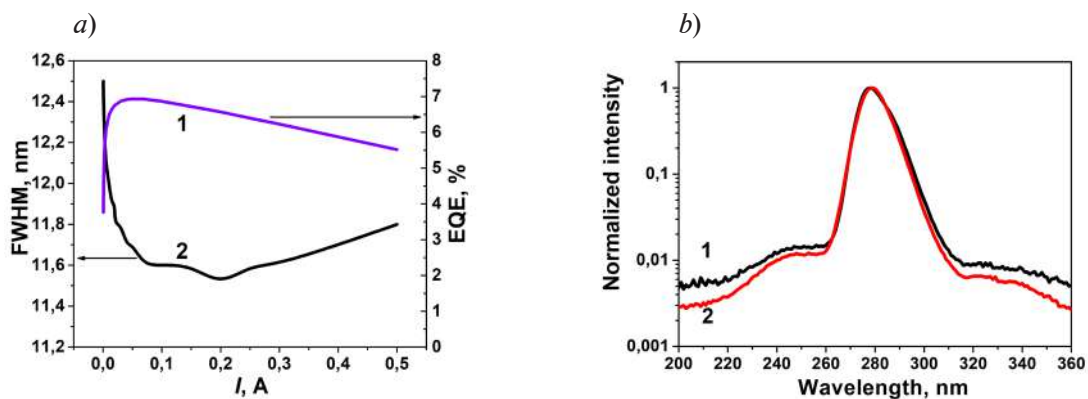 a)
b)
12,6
12,4
12,2
12,0
11,8
11,6
11,4
11,2
FWHM, nm
0,0 0,1 0,2 0,3 0,4 0,5
I, A
8
7
6
5
4
3
2
1
0
EQE, %
1
2
1
0,1
0,01
0,001
Normalized intensity
1
2
200 220 240 260 280 300 320 340 360
Wavelength, nm